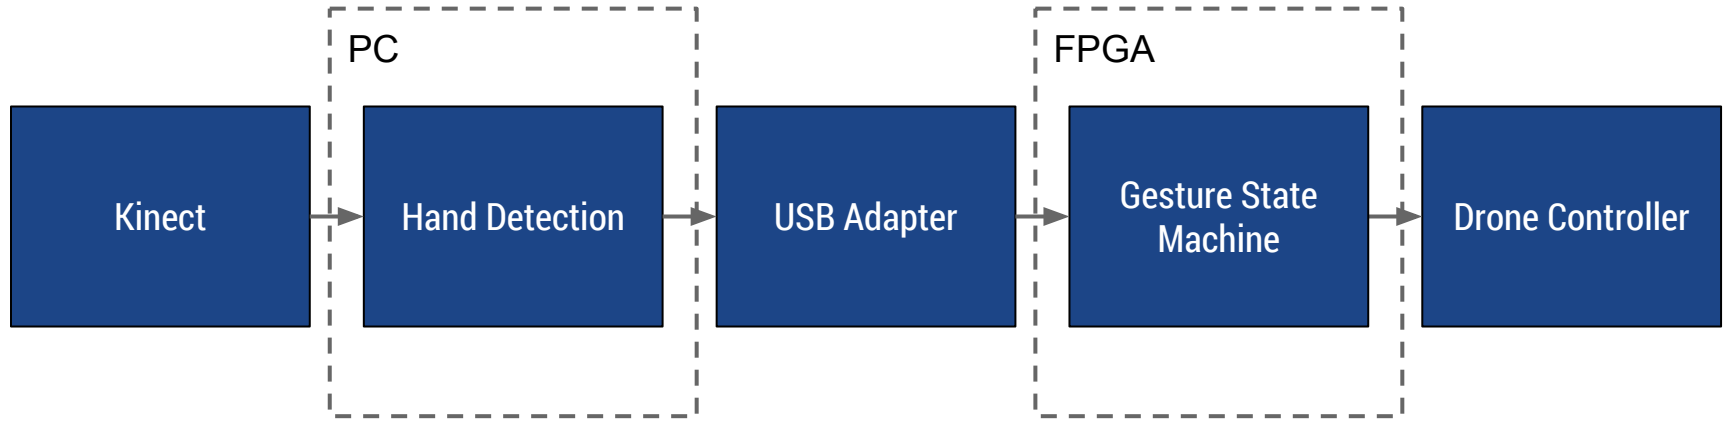 PC
FPGA
Kinect
Hand Detection
USB Adapter
Gesture State
Machine
Drone Controller